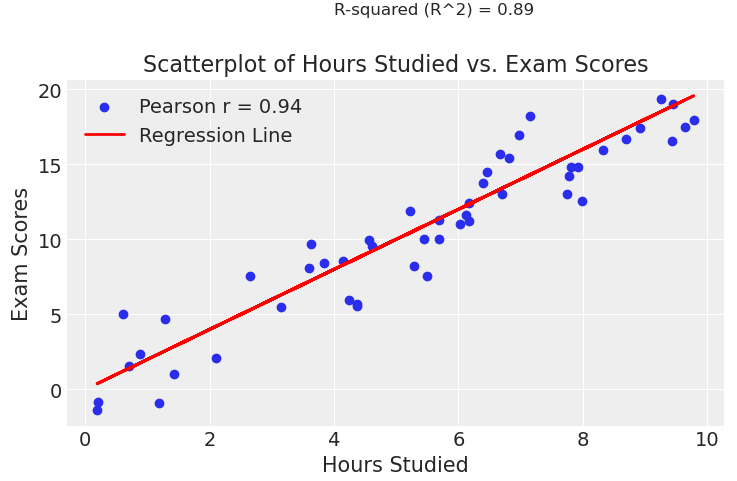 R-squared (R^2) = 0.89
Scatterplot of Hours Studied vs. Exam Scores
Pearson r = 0.94
Regression Line
Exam Scores
20
15
10
5
0
0 2 4 6 8 10
Hours Studied